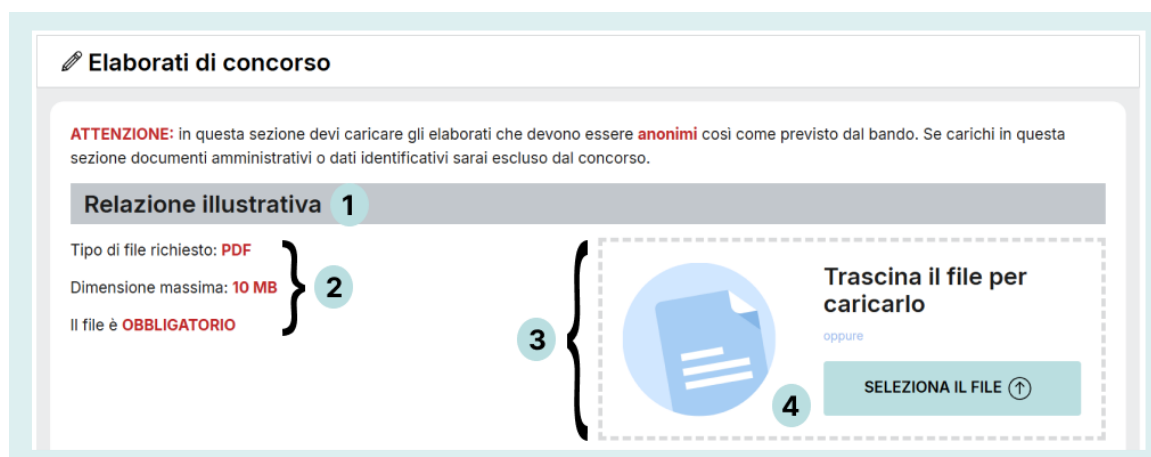 Elaborati di concorso
ATTENZIONE: in questa sezione devi caricare gli elaborati che devono essere anonimi così come previsto dal bando. Se carichi in questa
sezione documenti amministrativi o dati identificativi sarai escluso dal concorso.
Relazione illustrativa 1
Tipo di file richiesto: PDF
Dimensione massima: 10 MB
Il file è OBBLIGATORIO
2
3
Trascina il file per
caricarlo
oppure
SELEZIONA IL FILE
4